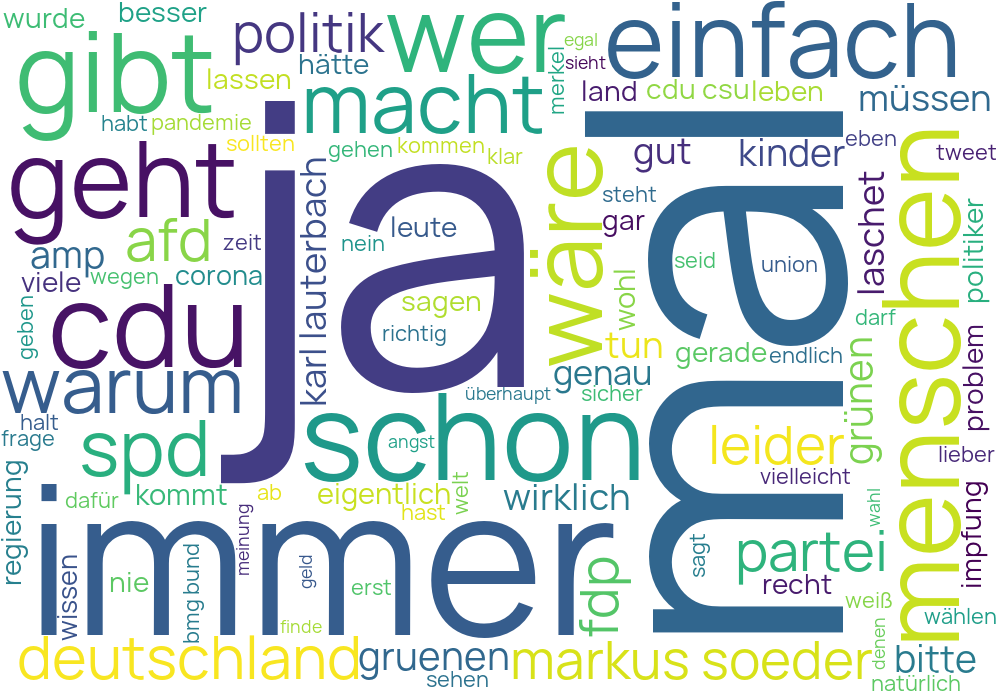 wurde
besser
politik
wer
egal
einfach
gibt
lassen
hätte
sieht
merkel
land
cdu csu
leben
müssen
macht
habt
pandemie
sollten
gehen
kommen
klar
gut
kinder
eben
tweet
geht
ja
wäre
mal
menschen
karl lauterbach
steht
laschet
politiker
afd
zeit
nein
leute
gar
amp
viele
wegen
corona
seid
union
wohl
sagen
geben
cdu
richtig
tun
gerade
endlich
darf
problem
warum
genau
überhaupt
sicher
grünen
halt
frage
spd
schon
angst
leider
lieber
vielleicht
regierung
dafür
kommt
ab
eigentlich
hast
welt
wirklich
wahl
impfung
immer
meinung
sagt
partei
wissen
nie
bmg bund
geld
erst
fdp
recht
weiß
wählen
finde
denen
deutschland
gruenen
sehen
markus soeder
bitte
natürlich